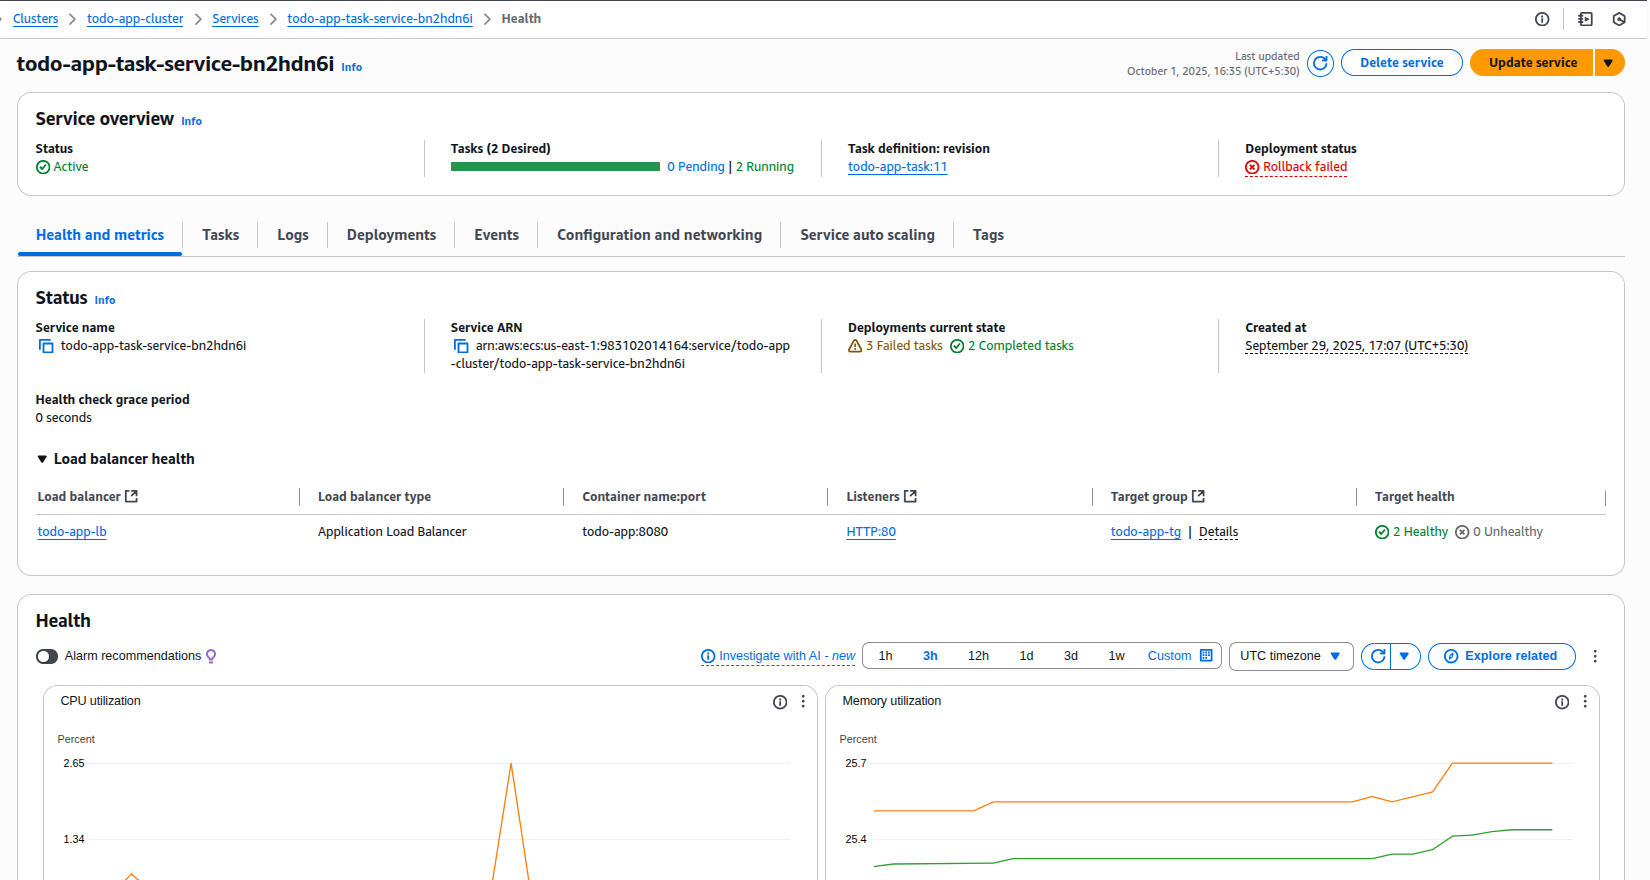 Clusters > todo-app-cluster > Services > todo-app-task-service-bn2hdn6i > Health
todo-app-task-service-bn2hdn6i Info
Last updated
October 1, 2025, 16:35 (UTC+5:30)
Delete service
Update service
Service overview Info
Status
Active
Tasks (2 Desired)
0 Pending | 2 Running
Task definition: revision
todo-app-task:11
Deployment status
Rollback failed
Health and metrics
Tasks
Logs
Deployments
Events
Configuration and networking
Service auto scaling
Tags
Status Info
Service name
todo-app-task-service-bn2hdn6i
Service ARN
arn:aws:ecs:us-east-1:983102014164:service/todo-app
-cluster/todo-app-task-service-bn2hdn6i
Deployments current state
3 Failed tasks 2 Completed tasks
Created at
September 29, 2025, 17:07 (UTC+5:30)
Health check grace period
0 seconds
Load balancer health
Load balancer
Load balancer type
Container name:port
Listeners
Target group
Target health
todo-app-lb
Application Load Balancer
todo-app:8080
HTTP:80
todo-app-tg | Details
2 Healthy 0 Unhealthy
Health
Alarm recommendations
Investigate with AI - new
1h
3h
12h
1d
3d
1w
Custom
UTC timezone
Explore related
CPU utilization
Percent
2.65
1.34
Memory utilization
Percent
25.7
25.4